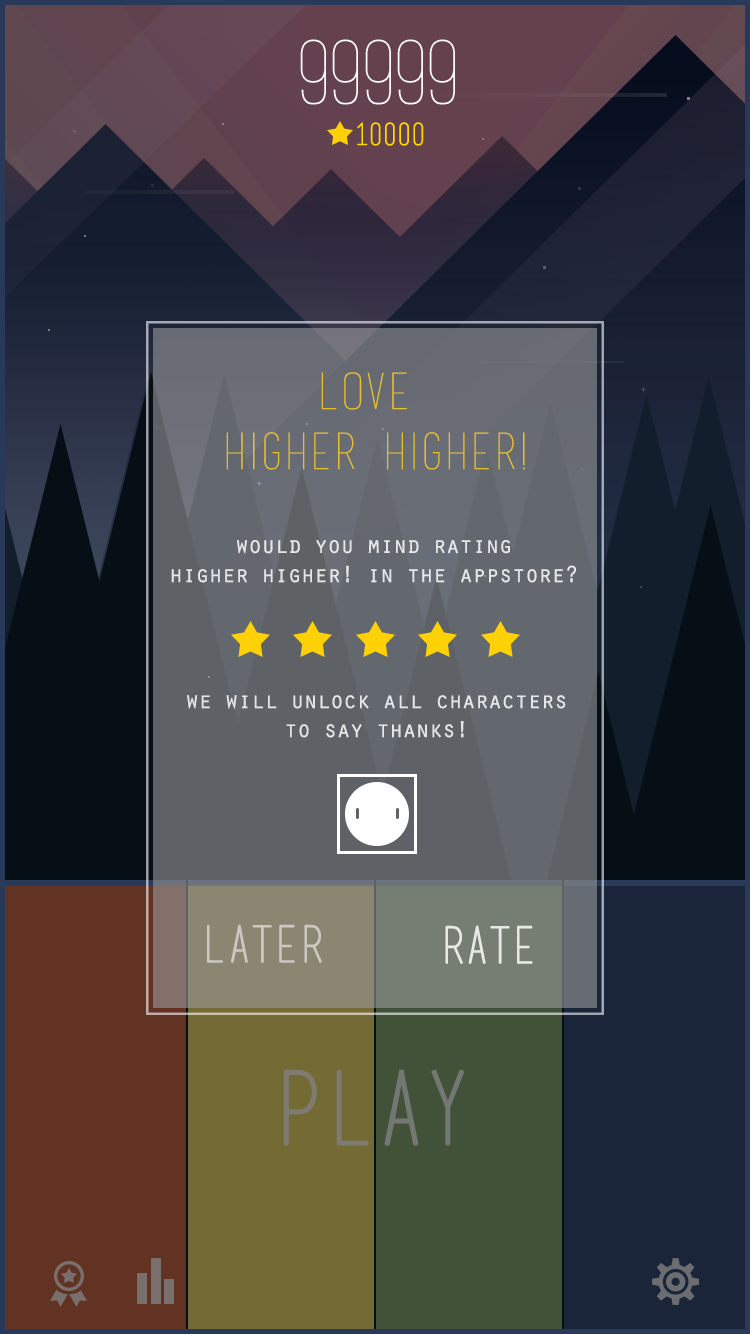 99999
10000
LOVE
HIGHER HIGHER!
WOULD YOU MIND RATING
HIGHER HIGHER! IN THE APPSTORE?
WE WILL UNLOCK ALL CHARACTERS
TO SAY THANKS!
LATER RATE
PLAY